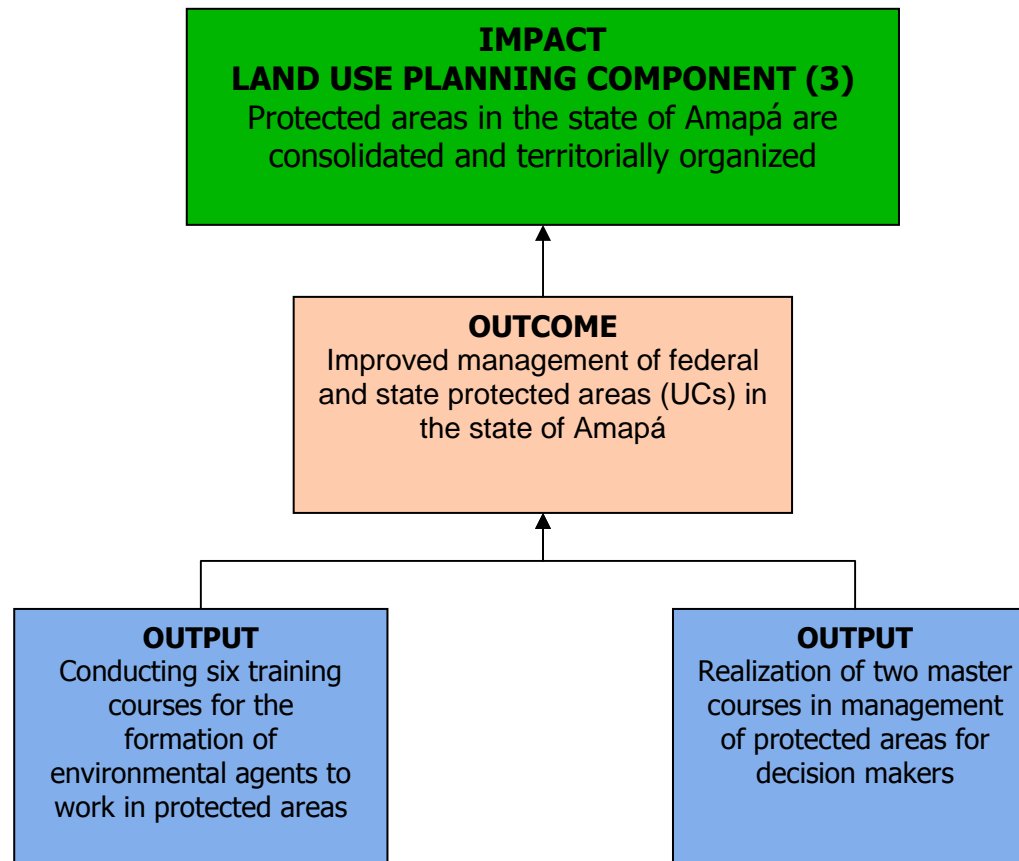 IMPACT
LAND USE PLANNING COMPONENT (3)
Protected areas in the state of Amapá are
consolidated and territorially organized
OUTCOME
Improved management of federal
and state protected areas (UCs) in
the state of Amapá
OUTPUT
Conducting six training
courses for the
formation of
environmental agents to
work in protected areas
OUTPUT
Realization of two master
courses in management
of protected areas for
decision makers